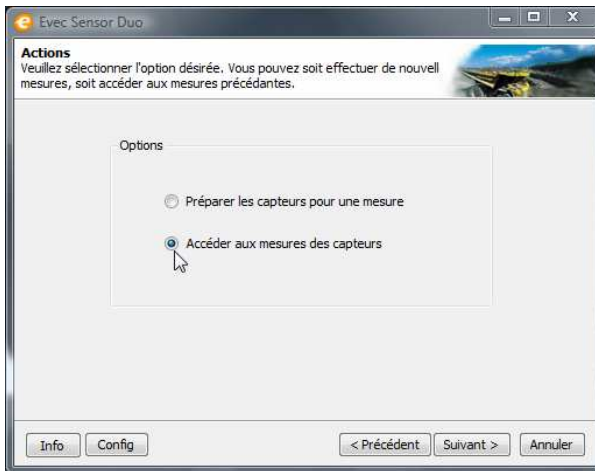 Evec Sensor Duo
Actions
Veuillez sélectionner l'option désirée. Vous pouvez soit effectuer de nouvell
mesures, soit accéder aux mesures précédantes.
Options
Préparer les capteurs pour une mesure
Accéder aux mesures des capteurs
Info
Config
< Précédent
Suivant >
Annuler